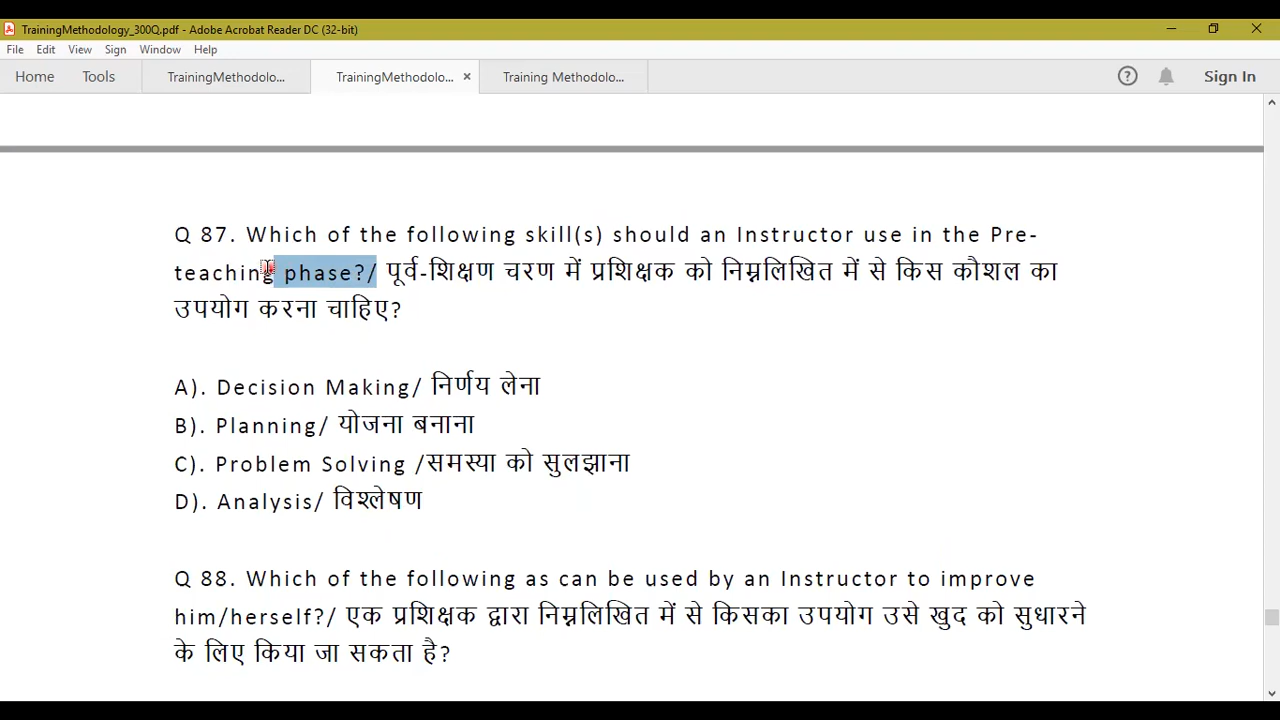 TrainingMethodology_300Q.pdf - Adobe Acrobat Reader DC (32-bit)
File Edit View Sign Window Help
Home Tools TrainingMethodolo... TrainingMethodolo... × Training Methodolo... ? Sign In
Q 87. Which of the following skill(s) should an Instructor use in the Pre-
teaching phase?/ पूर्व-शिक्षण चरण में प्रशिक्षक को निम्नलिखित में से किस कौशल का
उपयोग करना चाहिए?
A). Decision Making/ निर्णय लेना
B). Planning/ योजना बनाना
C). Problem Solving /समस्या को सुलझाना
D). Analysis/ विश्लेषण
Q 88. Which of the following as can be used by an Instructor to improve
him/herself?/ एक प्रशिक्षक द्वारा निम्नलिखित में से किसका उपयोग उसे खुद को सुधारने
के लिए किया जा सकता है?